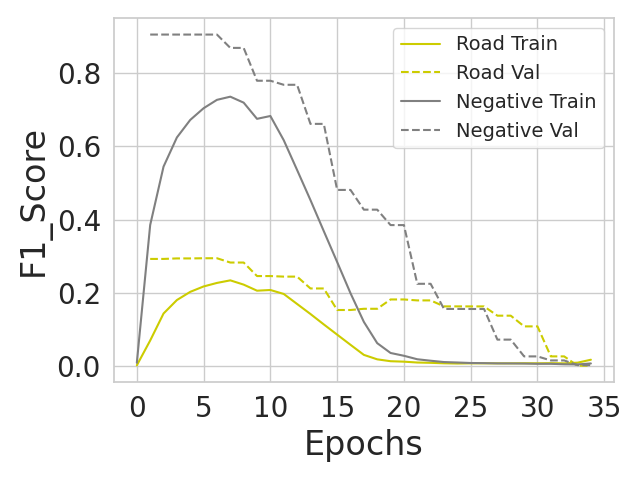 Road Train
Road Val
Negative Train
Negative Val
F1_Score
0.8
0.6
0.4
0.2
0.0
0 5 10 15 20 25 30 35
Epochs